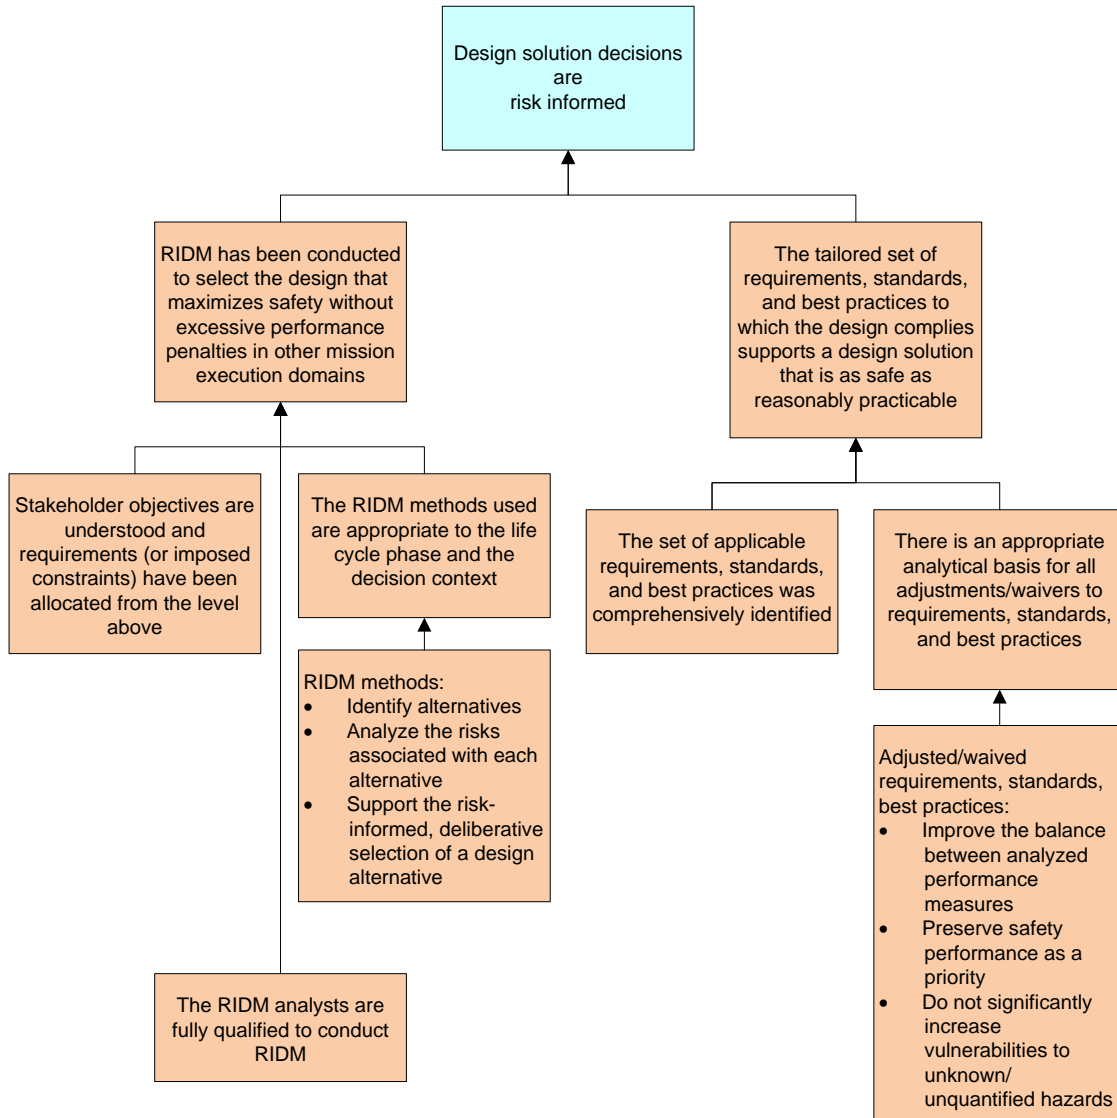 Design solution decisions
are
risk informed
RIDM has been conducted
to select the design that
maximizes safety without
excessive performance
penalties in other mission
execution domains
The tailored set of
requirements, standards,
and best practices to
which the design complies
supports a design solution
that is as safe as
reasonably practicable
Stakeholder objectives are
understood and
requirements (or imposed
constraints) have been
allocated from the level
above
The RIDM methods used
are appropriate to the life
cycle phase and the
decision context
The set of applicable
requirements, standards,
and best practices was
comprehensively identified
There is an appropriate
analytical basis for all
adjustments/waivers to
requirements, standards,
and best practices
RIDM methods:
• Identify alternatives
• Analyze the risks
associated with each
alternative
• Support the risk-
informed, deliberative
selection of a design
alternative
Adjusted/waived
requirements, standards,
best practices:
• Improve the balance
between analyzed
performance
measures
• Preserve safety
performance as a
priority
• Do not significantly
increase
vulnerabilities to
unknown/
unquantified hazards
The RIDM analysts are
fully qualified to conduct
RIDM